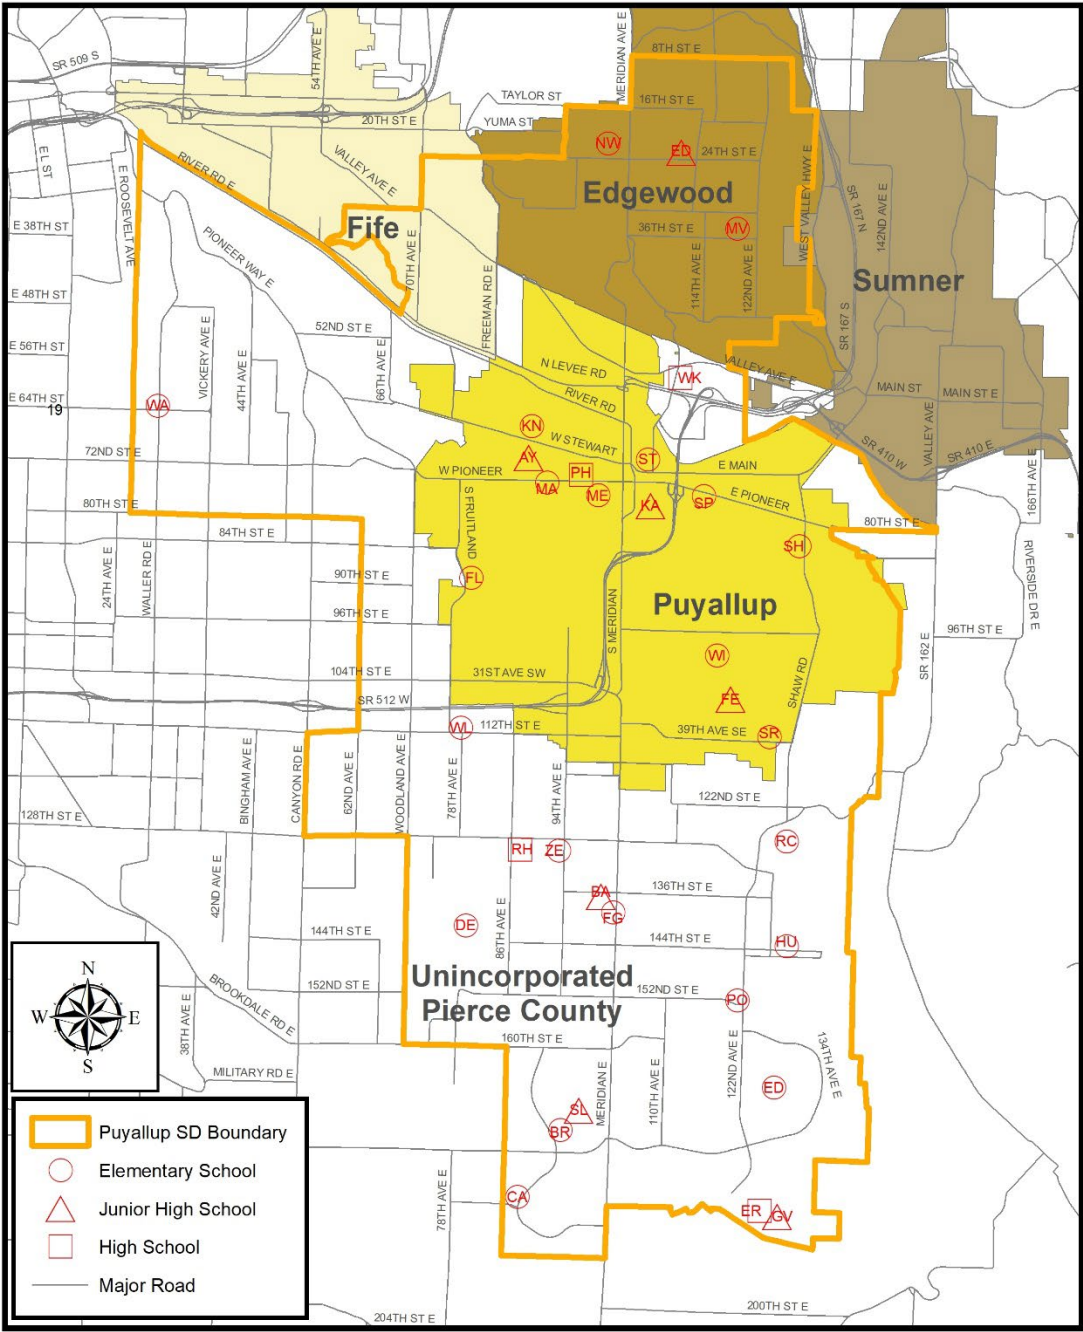 8TH ST E
MERIDIAN AVE E
54TH AVE E
SR 509 S
TAYLOR ST
16TH ST E
20TH ST E
YUMA ST
NW
ED
24TH ST E
EL ST
E ROOSEVELT AVE
RIVER RD E
VALLEY AVE E
WEST VALLEY HWY E
SR 167 N
142ND AVE E
Edgewood
Fife
E 38TH ST
PIONEER WAY E
70TH AVE E
36TH ST E
MV
114TH AVE E
122ND AVE E
Sumner
E 48TH ST
FREEMAN RD E
52ND ST E
SR 167 S
E 56TH ST
VICKERY AVE E
44TH AVE E
66TH AVE E
N LEVEE RD
VALLEY AVE E
WK
MAIN ST
MAIN ST E
E 64TH ST
19
WA
RIVER RD
KN
W STEWART
VALLEY AVE
SR 410 W
SR 410 E
72ND ST E
W PIONEER
AY
PH
ST
E MAIN
MA
ME
KA
SP
E PIONEER
166TH AVE E
80TH ST E
80TH ST E
84TH ST E
S FRUITLAND
SH
RIVERSIDE DR E
24TH AVE E
WALLER RD E
90TH ST E
FL
96TH ST E
S MERIDIAN
Puyallup
96TH ST E
SR 162 E
WI
104TH ST E
31ST AVE SW
SHAW RD
SR 512 W
FE
WL
112TH ST E
39TH AVE SE
SR
BINGHAM AVE E
CANYON RD E
62ND AVE E
WOODLAND AVE E
78TH AVE E
94TH AVE E
122ND ST E
128TH ST E
RH
ZE
RC
42ND AVE E
136TH ST E
BA
FG
DE
86TH AVE E
144TH ST E
144TH ST E
HU
Unincorporated
Pierce County
BROOKDALE RD E
152ND ST E
152ND ST E
PO
N
W
E
S
38TH AVE E
160TH ST E
122ND AVE E
134TH AVE E
MILITARY RD E
MERIDIAN E
110TH AVE E
ED
SL
BR
Puyallup SD Boundary
Elementary School
Junior High School
High School
Major Road
78TH AVE E
CA
ER
GV
200TH ST E
204TH ST E